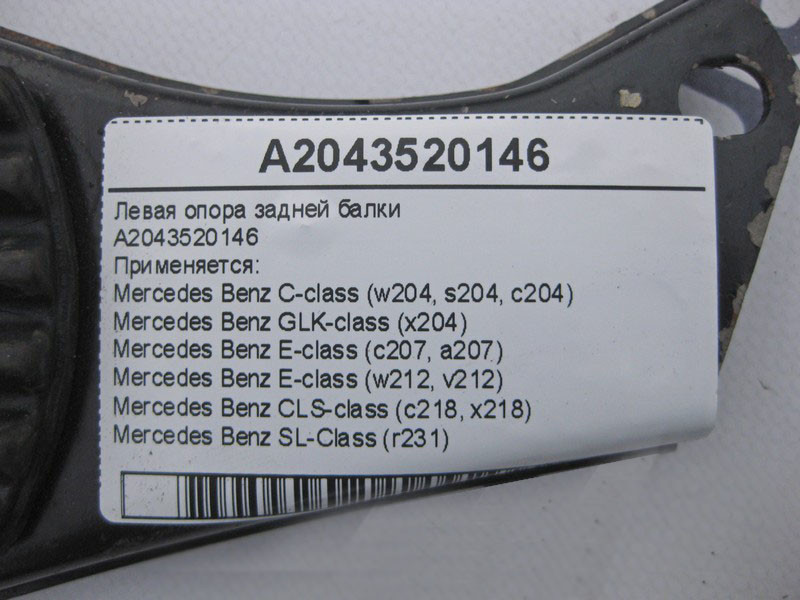 A2043520146
Левая опора задней балки
A2043520146
Применяется:
Mercedes Benz C-class (w204, s204, c204)
Mercedes Benz GLK-class (x204)
Mercedes Benz E-class (c207, a207)
Mercedes Benz E-class (w212, v212)
Mercedes Benz CLS-class (c218, x218)
Mercedes Benz SL-Class (r231)